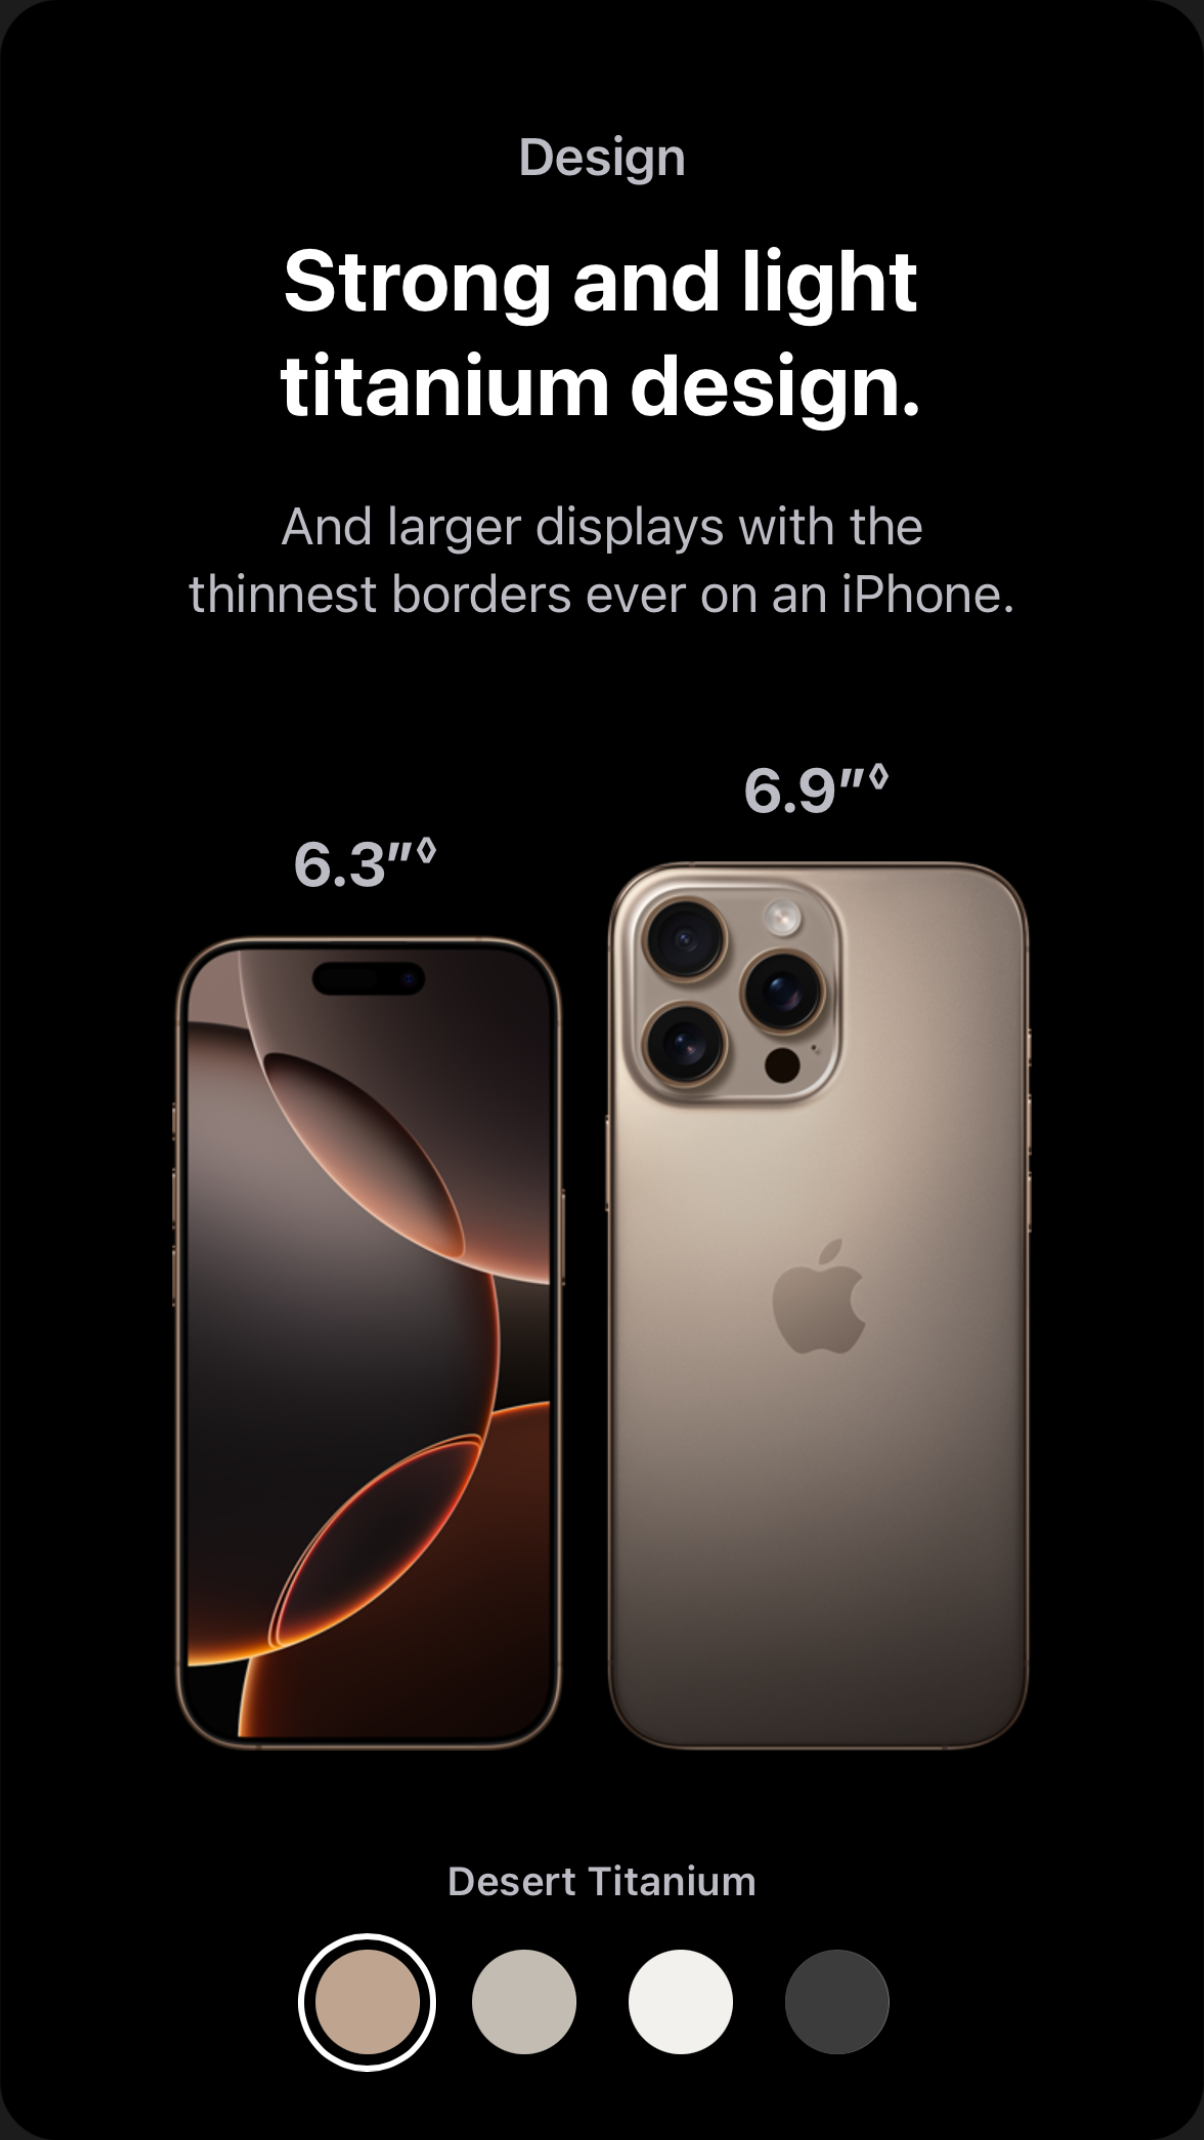 Design
Strong and light
titanium design.
And larger displays with the
thinnest borders ever on an iPhone.
6.9″◊
6.3″◊
Desert Titanium